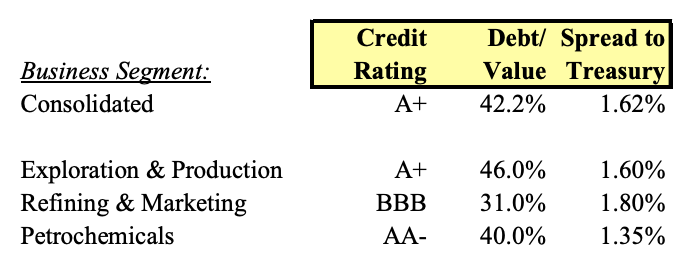 Credit Debt/ Spread to
Business Segment: Rating Value Treasury
Consolidated A+ 42.2% 1.62%
Exploration & Production A+ 46.0% 1.60%
Refining & Marketing BBB 31.0% 1.80%
Petrochemicals AA- 40.0% 1.35%